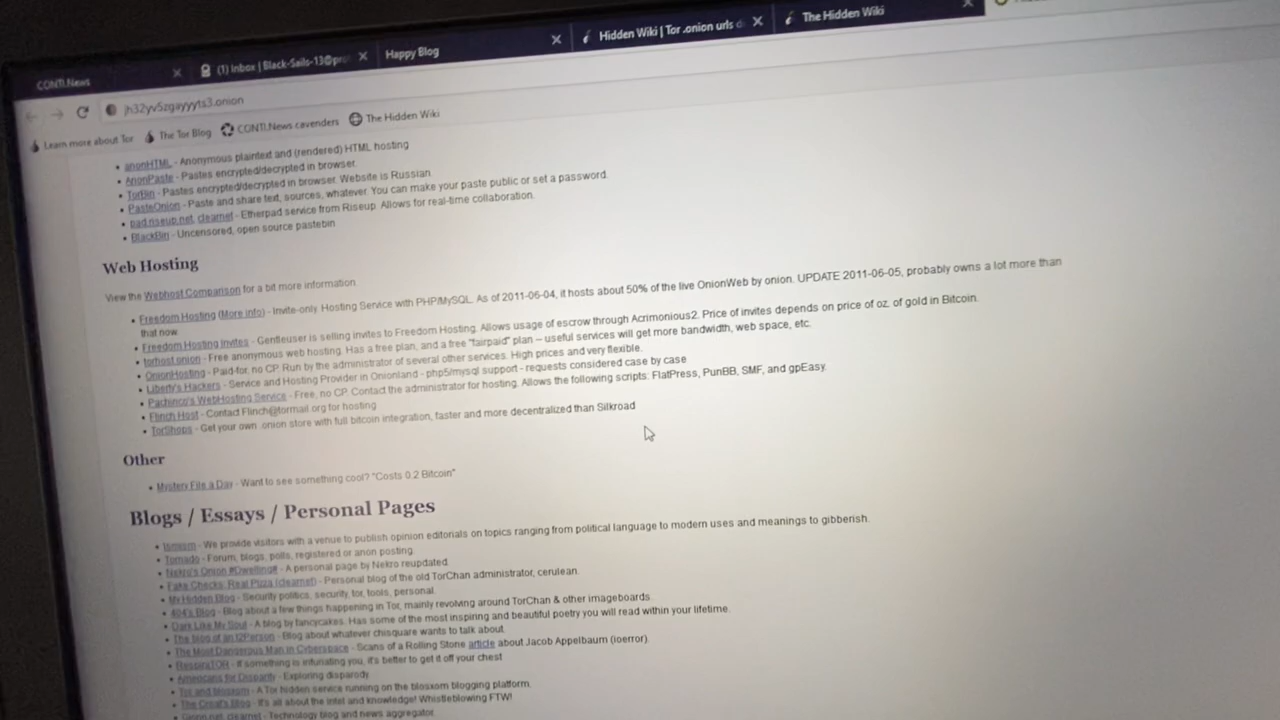 CONTI.News
(1) Inbox | Black-Sails-13@pro
Happy Blog
Hidden Wiki | Tor .onion urls d
The Hidden Wiki
jh32yv5zgayyyts3.onion
Learn more about Tor
The Tor Blog
CONTI.News cavenders
The Hidden Wiki
anonHTML - Anonymous plaintext and (rendered) HTML hosting
AnonPaste - Pastes encrypted/decrypted in browser.
TorBin - Pastes encrypted/decrypted in browser. Website is Russian
PasteOnion - Paste and share text, sources, whatever. You can make your paste public or set a password.
pad.riseup.net, clearnet - Etherpad service from Riseup. Allows for real-time collaboration.
BlackBin - Uncensored, open source pastebin
Web Hosting
View the Webhost Comparison for a bit more information.
Freedom Hosting (More info) - Invite-only. Hosting Service with PHP/MySQL. As of 2011-06-04, it hosts about 50% of the live OnionWeb by onion. UPDATE 2011-06-05, probably owns a lot more than
that now.
Freedom Hosting Invites - Gentleuser is selling invites to Freedom Hosting. Allows usage of escrow through Acrimonious2. Price of invites depends on price of oz. of gold in Bitcoin.
torhost.onion - Free anonymous web hosting. Has a free plan, and a free "fairpaid" plan -- useful services will get more bandwidth, web space, etc.
OnionHosting - Paid-for, no CP. Run by the administrator of several other services. High prices and very flexible.
Liberty's Hackers - Service and Hosting Provider in Onionland - php5/mysql support - requests considered case by case
Pachinco's WebHosting Service - Free, no CP. Contact the administrator for hosting. Allows the following scripts: FlatPress, PunBB, SMF, and gpEasy.
Flinch Host - Contact Flinch@tormail.org for hosting
TorShops - Get your own .onion store with full bitcoin integration, faster and more decentralized than Silkroad
Other
Mystery File a Day - Want to see something cool? "Costs 0.2 Bitcoin"
Blogs / Essays / Personal Pages
- We provide visitors with a venue to publish opinion editorials on topics ranging from political language to modern uses and meanings to gibberish.
Tornado - Forum, blogs, polls, registered or anon posting.
Nekro's Onion #Dwelling# - A personal page by Nekro reupdated.
Fake Checks, Real Pizza (clearnet) - Personal blog of the old TorChan administrator, cerulean.
My Hidden Blog - Security politics, security, tor, tools, personal.
404's Blog - Blog about a few things happening in Tor, mainly revolving around TorChan & other imageboards.
Dark Like My Soul - A blog by fancycakes. Has some of the most inspiring and beautiful poetry you will read within your lifetime.
The blog of an I2Person - Blog about whatever chisquare wants to talk about.
The Most Dangerous Man in Cyberspace - Scans of a Rolling Stone article about Jacob Appelbaum (ioerror).
RespiraTOR - If something is infuriating you, it's better to get it off your chest
Americans for Disparity - Exploring disparody.
Tor and blosxom - A Tor hidden service running on the blosxom blogging platform.
The Croat's Blog - It's all about the intel and knowledge! Whistleblowing FTW!
clearnet - Technology blog and news aggregator